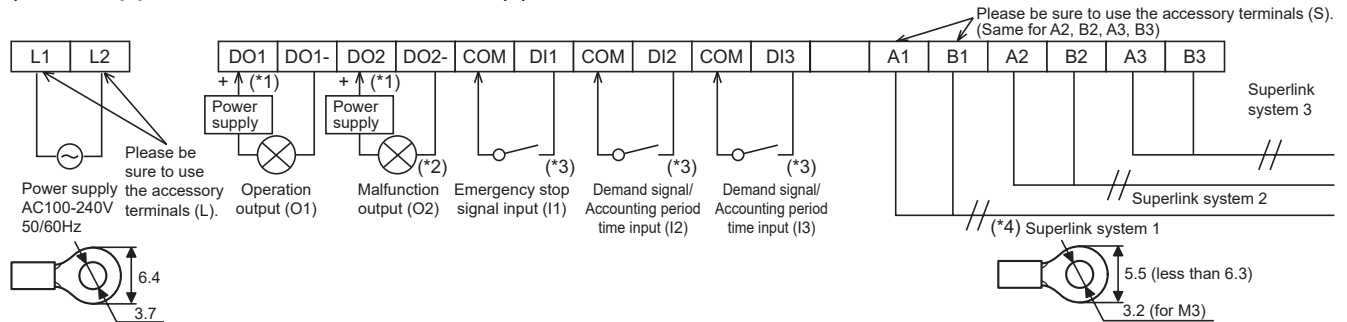 Please be sure to use the accessory terminals (S).
(Same for A2, B2, A3, B3)
L1 L2 DO1 DO1- DO2 DO2- COM DI1 COM DI2 COM DI3 A1 B1 A2 B2 A3 B3
+ (*1) + (*1)
Power
supply
Power
supply
Superlink
system 3
Please be
sure to use
the accessory
terminals (L).
(*2) (*3) (*3) (*3)
Power supply
AC100-240V
50/60Hz
Operation
output (O1)
Malfunction
output (O2)
Emergency stop
signal input (I1)
Demand signal/
Accounting period
time input (I2)
Demand signal/
Accounting period
time input (I3)
Superlink system 2
(*4) Superlink system 1
6.4
3.7
5.5 (less than 6.3)
3.2 (for M3)